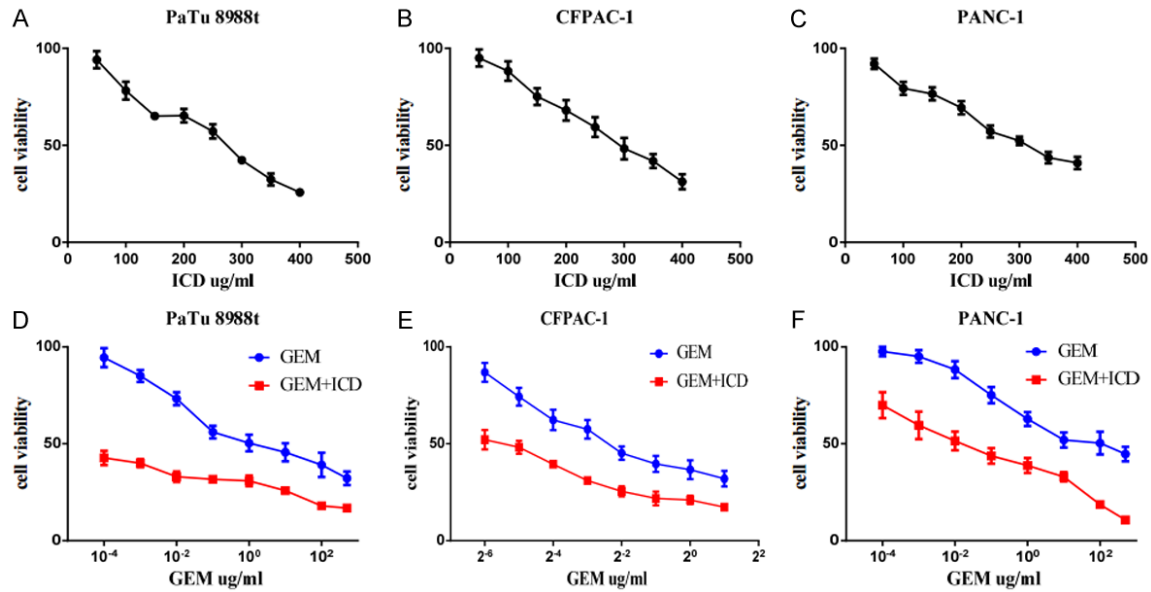 A PaTu 8988t
cell viability
100
50
0
0 100 200 300 400 500
ICD ug/ml
B CFPAC-1
cell viability
100
50
0
0 100 200 300 400 500
ICD ug/ml
C PANC-1
cell viability
100
50
0
0 100 200 300 400 500
ICD ug/ml
D PaTu 8988t
GEM
GEM+ICD
cell viability
100
50
0
10-4 10-2 100 102
GEM ug/ml
E CFPAC-1
GEM
GEM+ICD
cell viability
100
50
0
2-6 2-4 2-2 20 22
GEM ug/ml
F PANC-1
GEM
GEM+ICD
cell viability
100
50
0
10-4 10-2 100 102
GEM ug/ml